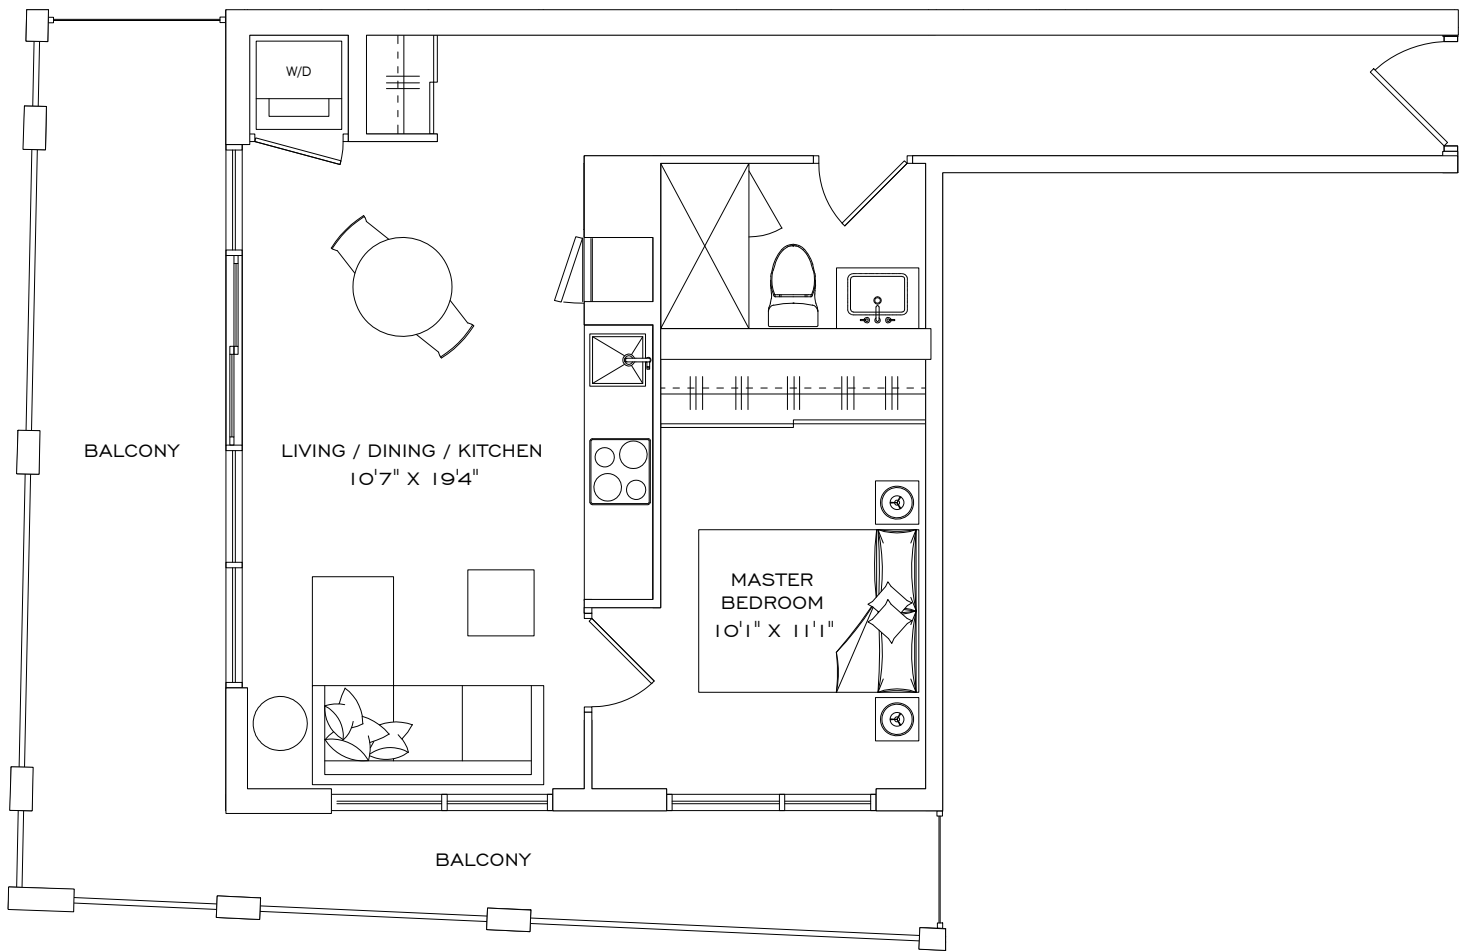 W/D
BALCONY
LIVING / DINING / KITCHEN
10'7" X 19'4"
MASTER
BEDROOM
10'1" X 11'1"
BALCONY